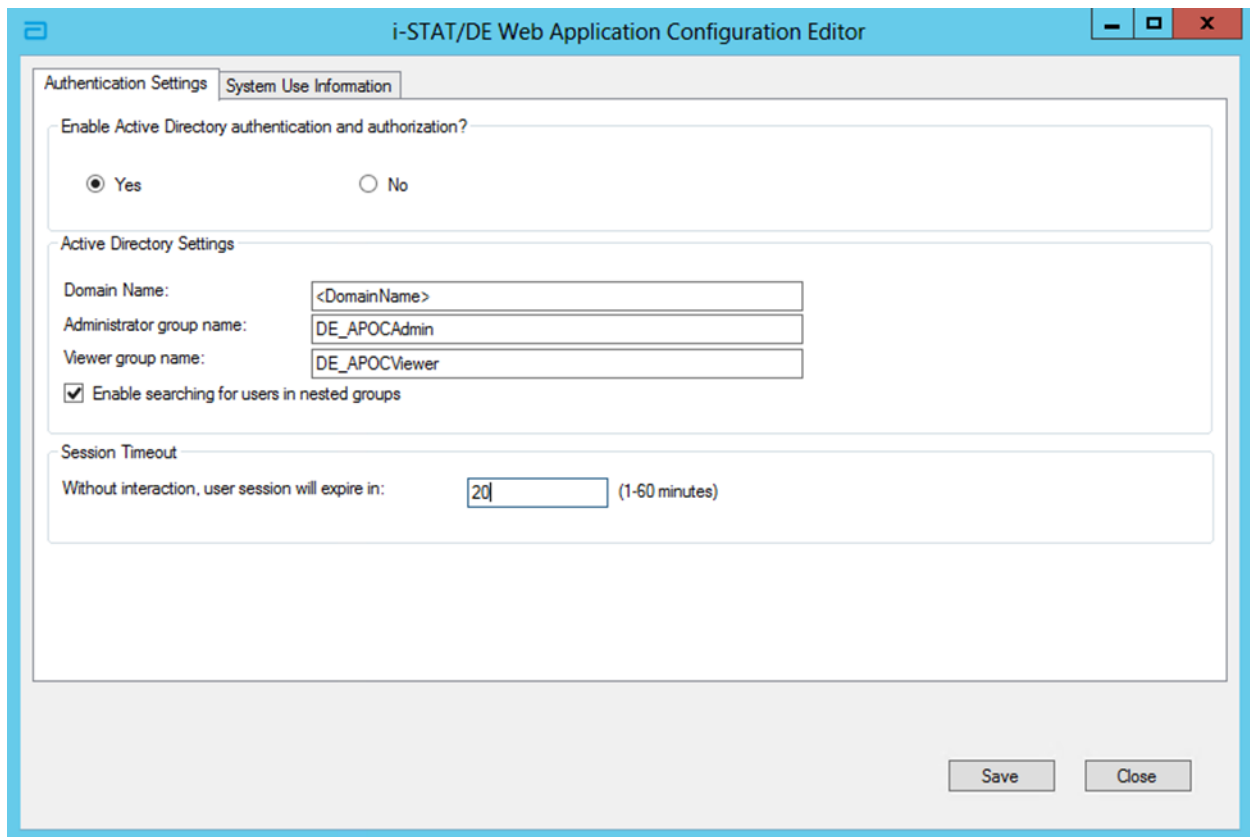 i-STAT/DE Web Application Configuration Editor
Authentication Settings
System Use Information
Enable Active Directory authentication and authorization?
Yes
No
Active Directory Settings
Domain Name:
<DomainName>
Administrator group name:
DE_APOCAdmin
Viewer group name:
DE_APOCViewer
Enable searching for users in nested groups
Session Timeout
Without interaction, user session will expire in:
20
(1-60 minutes)
Save
Close